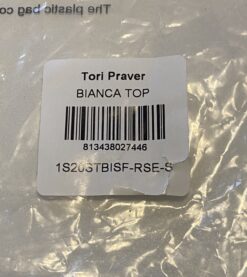 The plastic bag co
Tori Praver
BIANCA TOP
813438027446
1S20STBISF-RSE-S